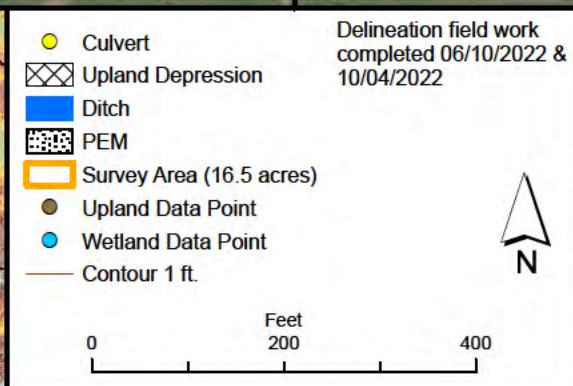 Culvert
Upland Depression
Ditch
PEM
Survey Area (16.5 acres)
Upland Data Point
Wetland Data Point
Contour 1 ft.
Delineation field work
completed 06/10/2022 &
10/04/2022
N
Feet
0 200 400